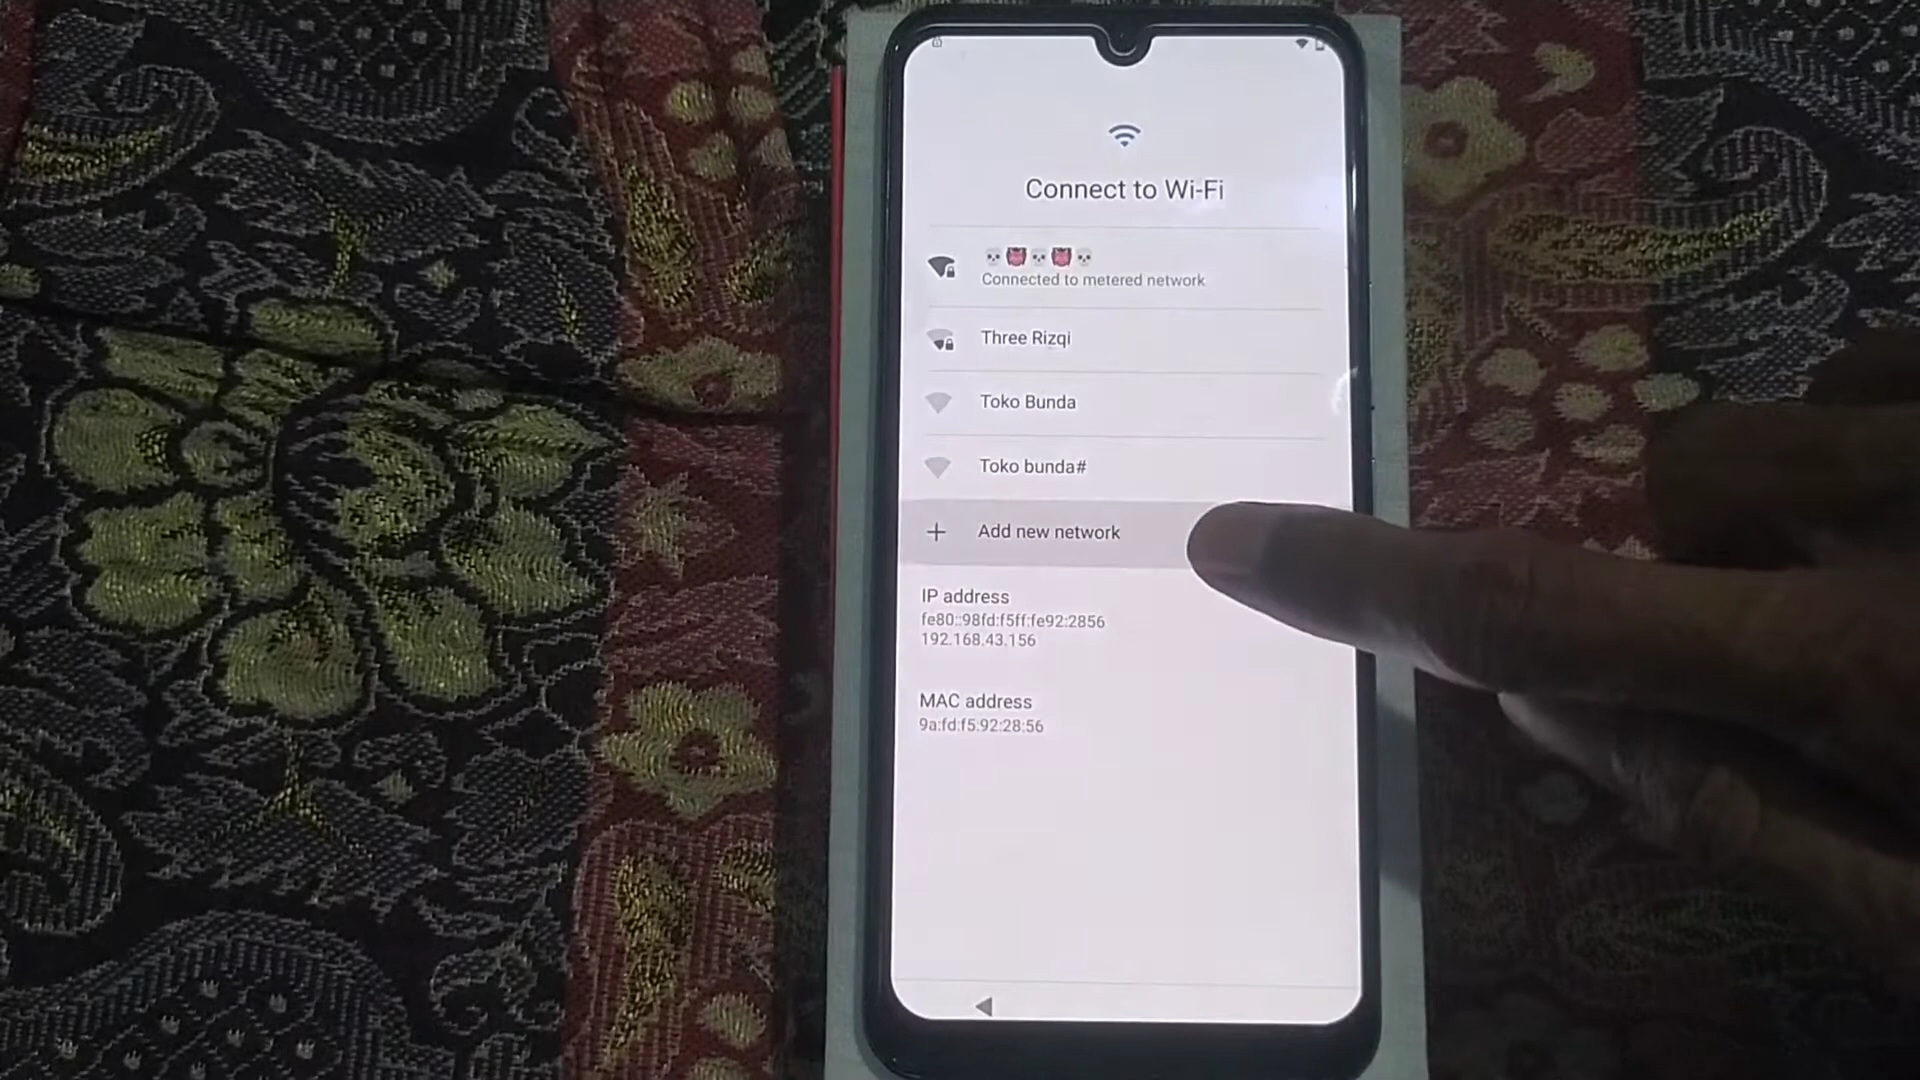 Connect to Wi-Fi
💀👹💀👹💀
Connected to metered network
Three Rizqi
Toko Bunda
Toko bunda#
+ Add new network
IP address
fe80::98fd:f5ff:fe92:2856
192.168.43.156
MAC address
9a:fd:f5:92:28:56